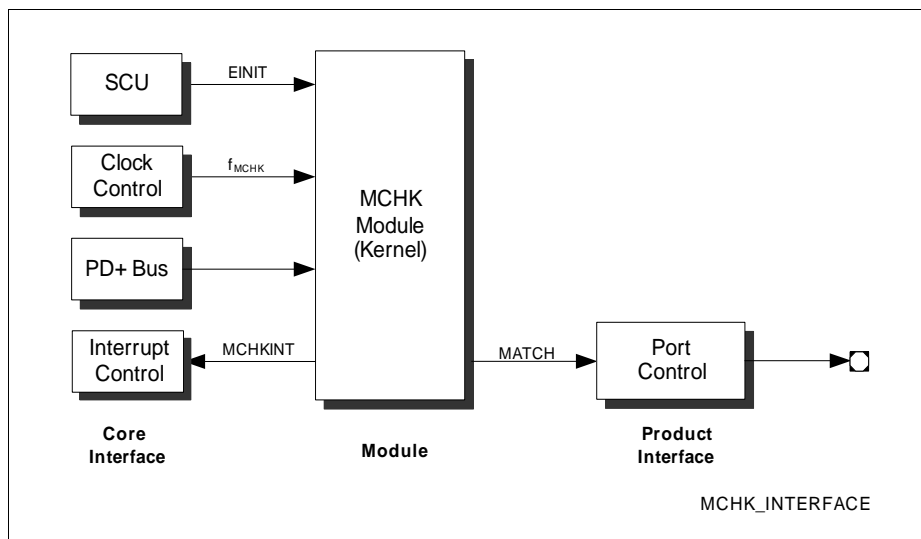 SCU
EINIT
Clock
Control
fMCHK
PD+ Bus
Interrupt
Control
MCHKINT
MCHK
Module
(Kernel)
MATCH
Port
Control
Core
Interface
Module
Product
Interface
MCHK_INTERFACE